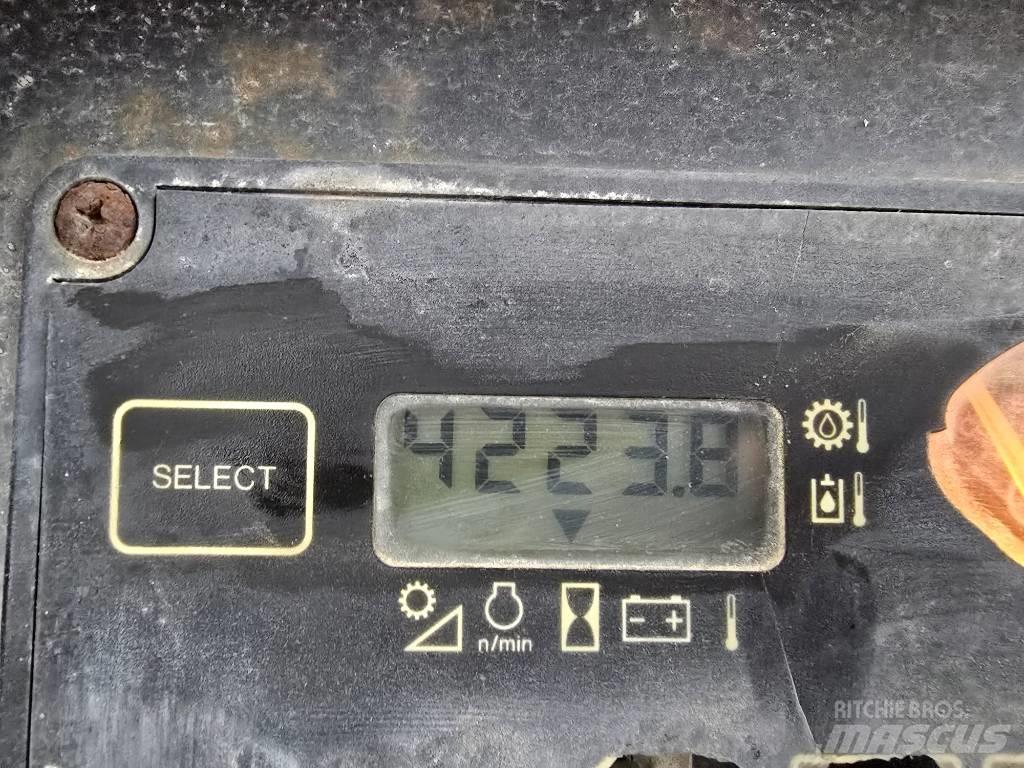 SELECT
4223.8
n/min
RITCHIE BROS.
MASCUS